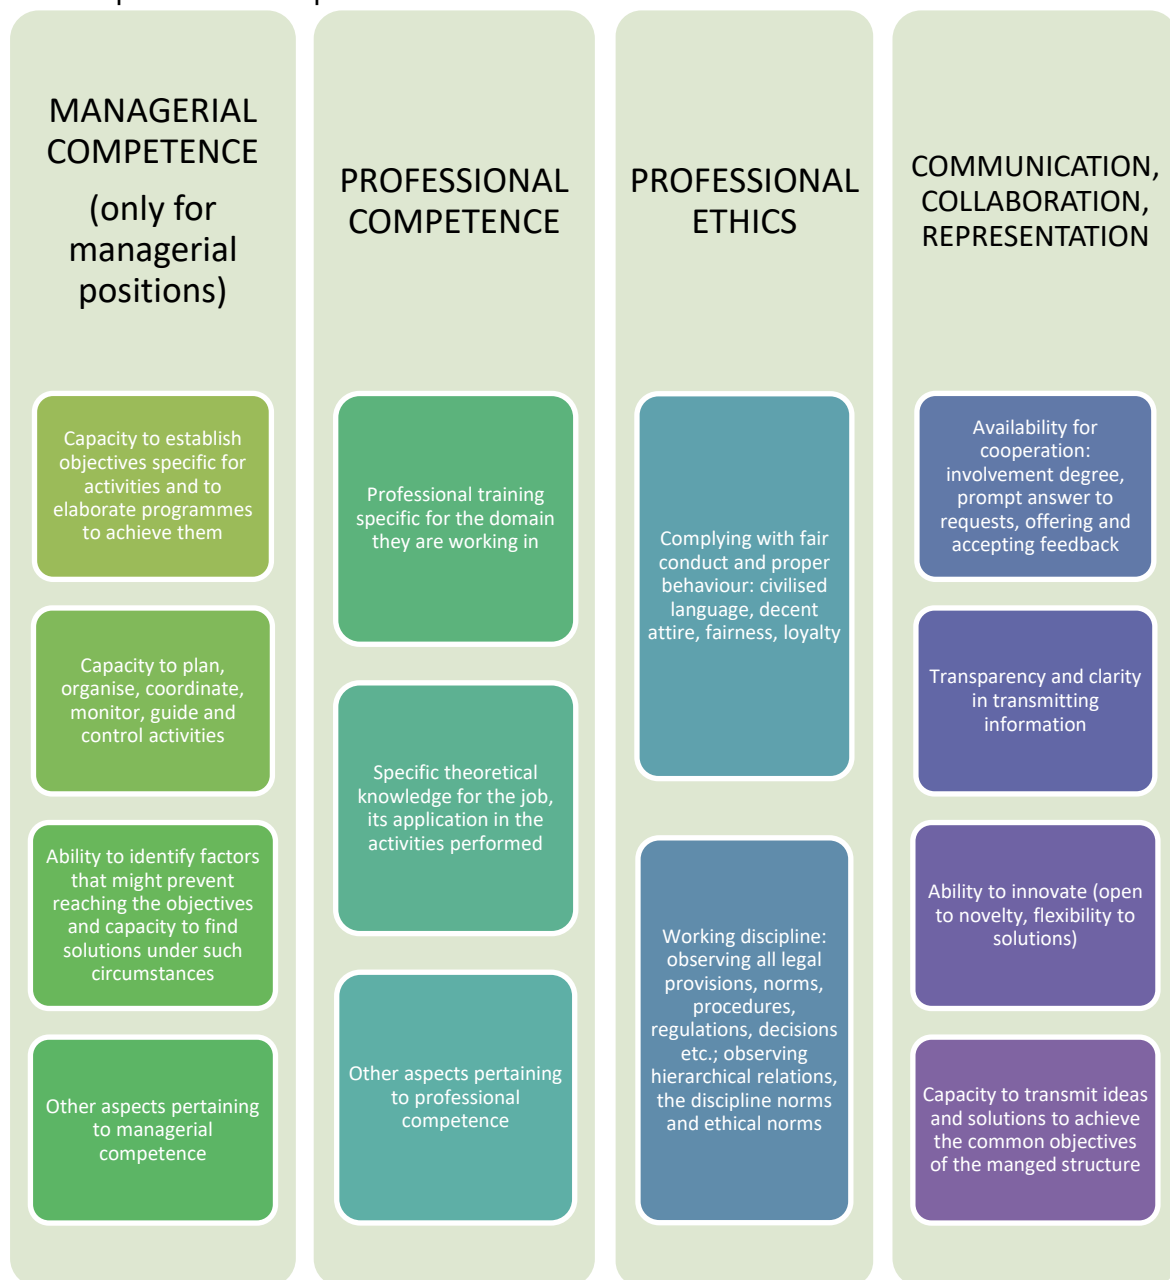 MANAGERIAL
COMPETENCE
(only for
managerial
positions)
Capacity to establish
objectives specific for
activities and to
elaborate programmes
to achieve them
Capacity to plan,
organise, coordinate,
monitor, guide and
control activities
Ability to identify factors
that might prevent
reaching the objectives
and capacity to find
solutions under such
circumstances
Other aspects pertaining
to managerial
competence
PROFESSIONAL
COMPETENCE
Professional training
specific for the domain
they are working in
Specific theoretical
knowledge for the job,
its application in the
activities performed
Other aspects pertaining
to professional
competence
PROFESSIONAL
ETHICS
Complying with fair
conduct and proper
behaviour: civilised
language, decent
attire, fairness, loyalty
Working discipline:
observing all legal
provisions, norms,
procedures,
regulations, decisions
etc.; observing
hierarchical relations,
the discipline norms
and ethical norms
COMMUNICATION,
COLLABORATION,
REPRESENTATION
Availability for
cooperation:
involvement degree,
prompt answer to
requests, offering and
accepting feedback
Transparency and clarity
in transmitting
information
Ability to innovate (open
to novelty, flexibility to
solutions)
Capacity to transmit ideas
and solutions to achieve
the common objectives
of the manged structure